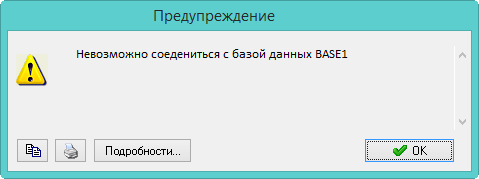 Предупреждение
Невозможно соедениться с базой данных BASE1
Подробности...
OK